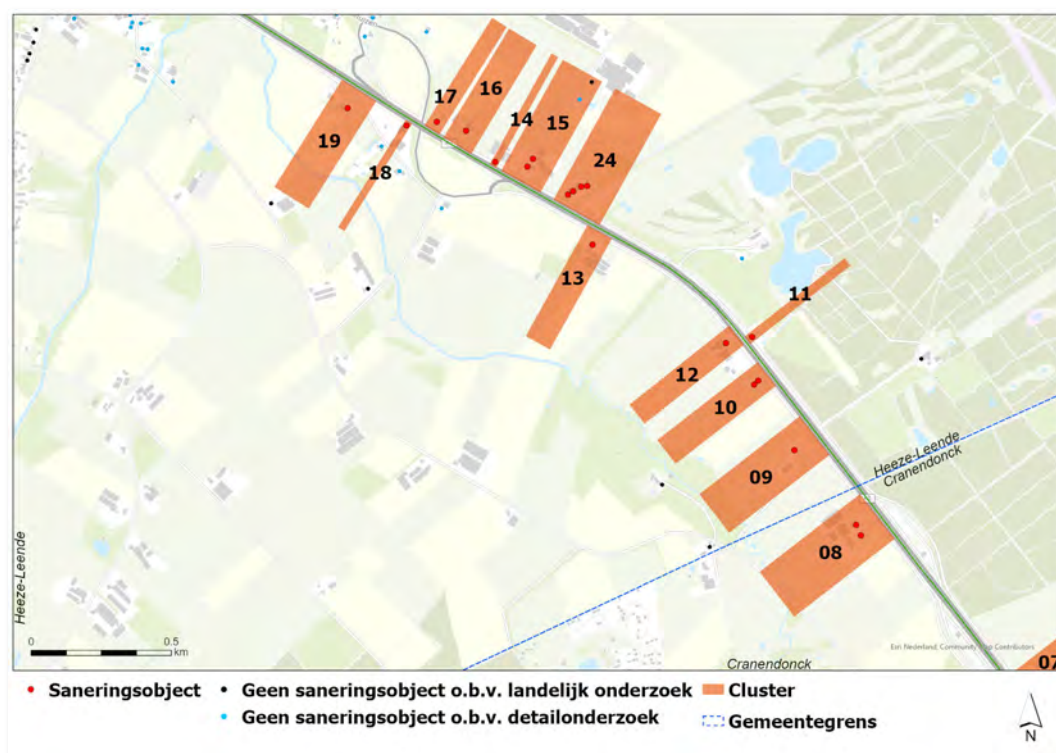 17
16
14
15
24
19
18
13
11
12
10
09
08
07
Heeze-Leende
Cranendonck
Heeze-Leende
0 0.5
km
Esri Nederland, Community Map Contributors
Cranendonck
Saneringsobject
Geen saneringsobject o.b.v. landelijk onderzoek
Cluster
Geen saneringsobject o.b.v. detailonderzoek
Gemeentegrens
N